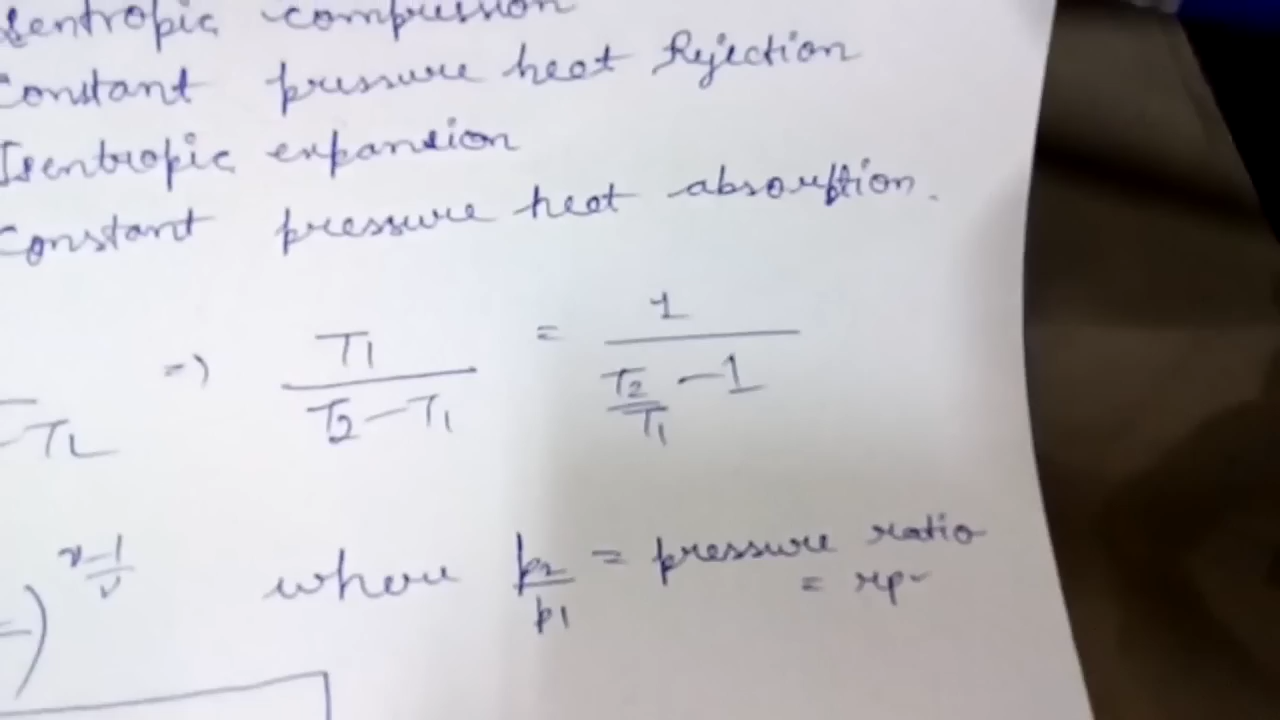 Isentropic compression
Constant pressure heat Rejection
Isentropic expansion
Constant pressure heat absorption.
-TL => T1 / T2-T1 = 1 / T2/T1 -1
) γ-1/γ where p2/p1 = pressure ratio
= rp